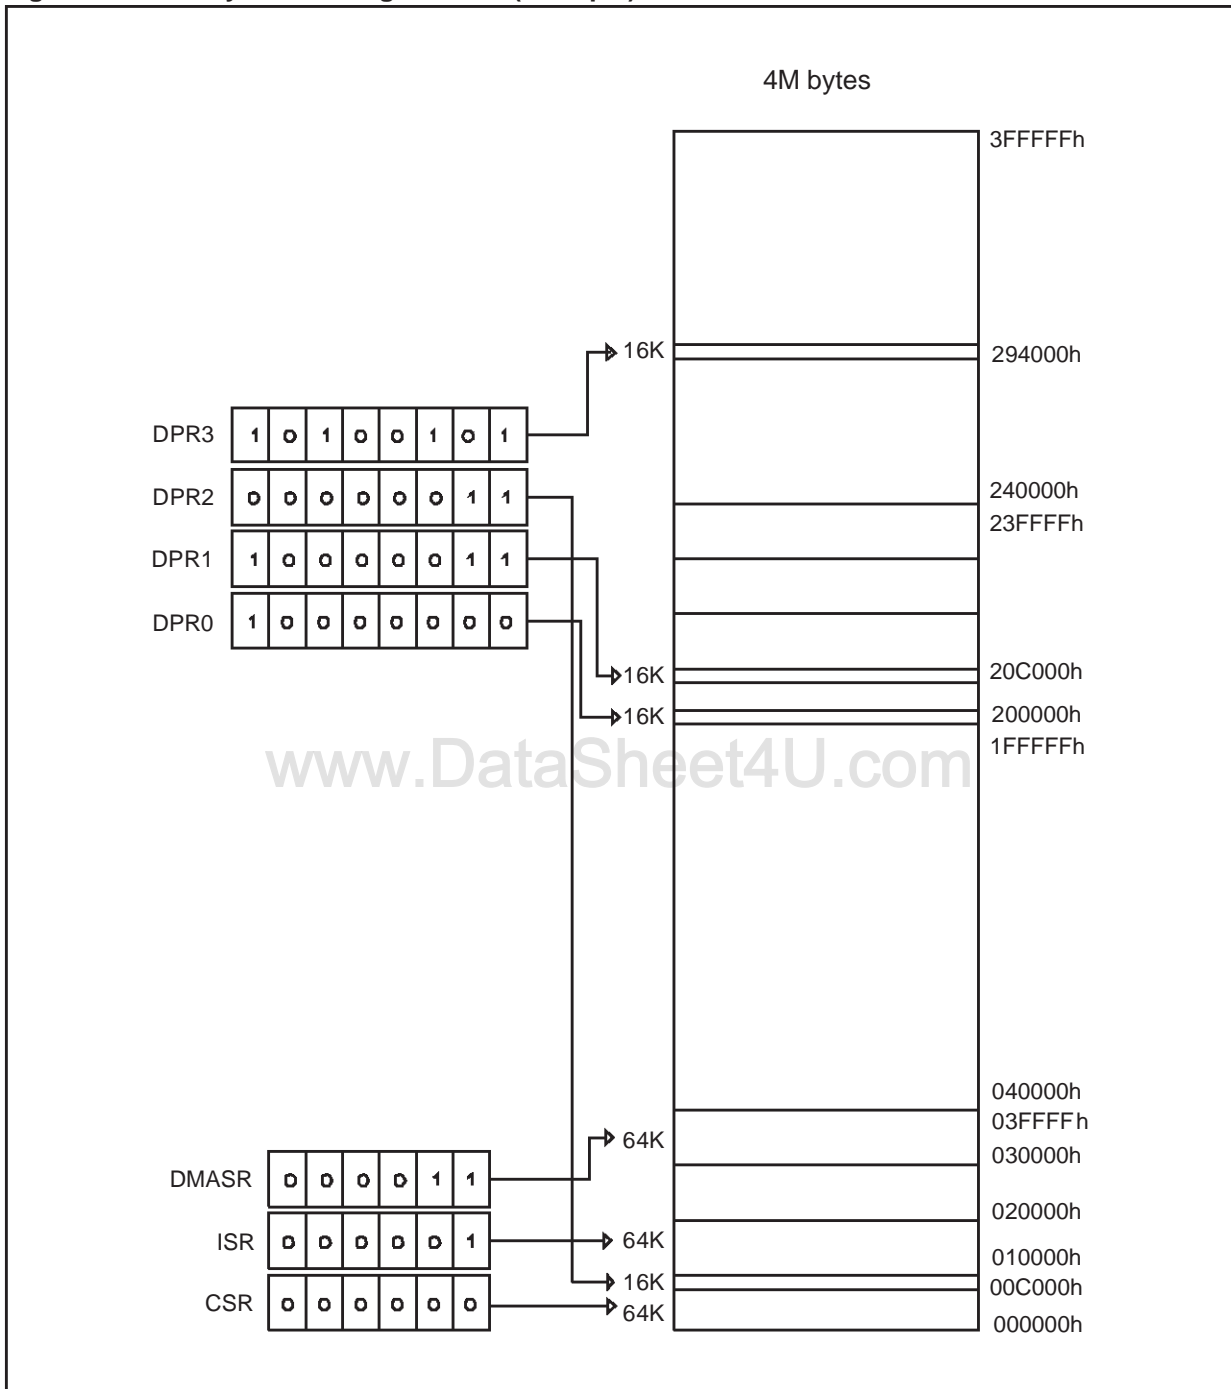 4M bytes
3FFFFFh
16K
294000h
DPR3 1 0 1 0 0 1 0 1
DPR2 0 0 0 0 0 0 1 1
240000h
23FFFFh
DPR1 1 0 0 0 0 0 1 1
DPR0 1 0 0 0 0 0 0 0
16K
20C000h
16K
200000h
1FFFFFh
www.DataSheet4U.com
040000h
03FFFFh
64K
030000h
DMASR 0 0 0 0 1 1
020000h
ISR 0 0 0 0 0 1
64K
010000h
16K
00C000h
CSR 0 0 0 0 0 0
64K
000000h